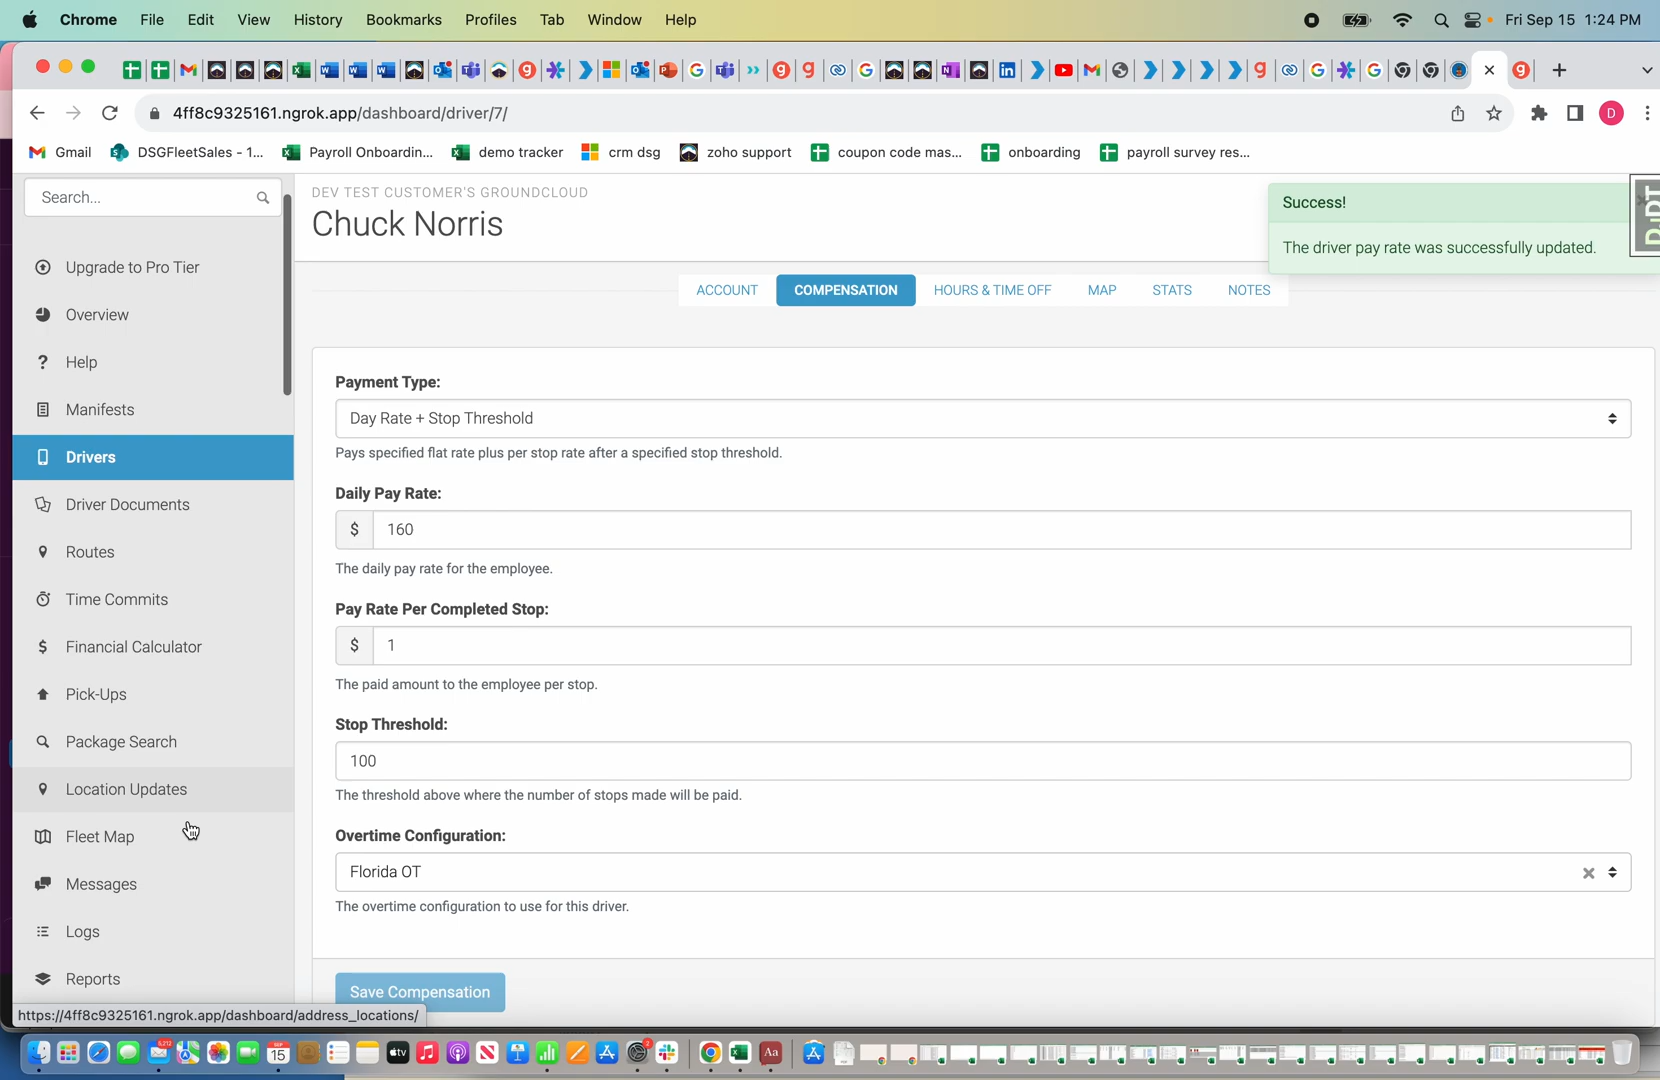 Chrome File Edit View History Bookmarks Profiles Tab Window Help Fri Sep 15 1:24 PM
4ff8c9325161.ngrok.app/dashboard/driver/7/
D
Gmail DSGFleetSales - 1... Payroll Onboardin... demo tracker crm dsg zoho support coupon code mas... onboarding payroll survey res...
Search...
DEV TEST CUSTOMER'S GROUNDCLOUD
Chuck Norris
Success!
The driver pay rate was successfully updated.
DjDT
Upgrade to Pro Tier
Overview
Help
Manifests
Drivers
Driver Documents
Routes
Time Commits
Financial Calculator
Pick-Ups
Package Search
Location Updates
Fleet Map
Messages
Logs
Reports
ACCOUNT COMPENSATION HOURS & TIME OFF MAP STATS NOTES
Payment Type:
Day Rate + Stop Threshold
Pays specified flat rate plus per stop rate after a specified stop threshold.
Daily Pay Rate:
$ 160
The daily pay rate for the employee.
Pay Rate Per Completed Stop:
$ 1
The paid amount to the employee per stop.
Stop Threshold:
100
The threshold above where the number of stops made will be paid.
Overtime Configuration:
Florida OT
The overtime configuration to use for this driver.
Save Compensation
https://4ff8c9325161.ngrok.app/dashboard/address_locations/
5,212
SEP
15
tv
2
Aa